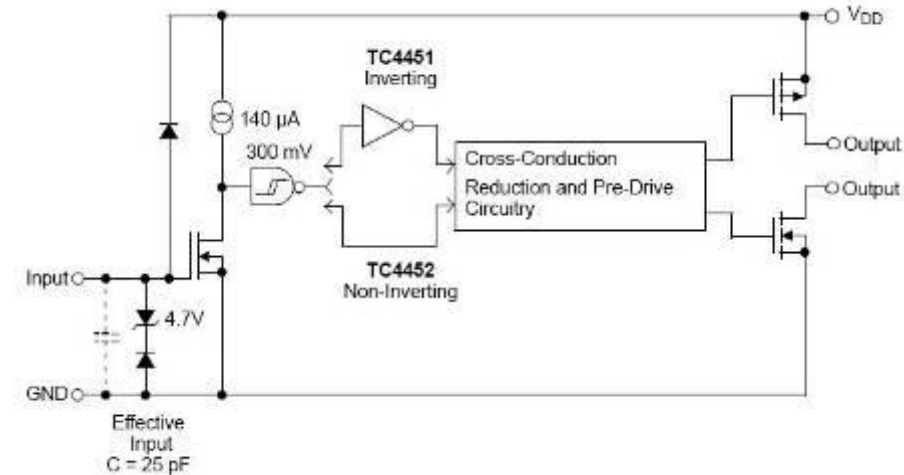 V_DD
TC4451
Inverting
140 µA
300 mV
Cross-Conduction
Reduction and Pre-Drive
Circuitry
Output
Output
TC4452
Non-Inverting
Input
4.7V
GND
Effective
Input
C = 25 pF